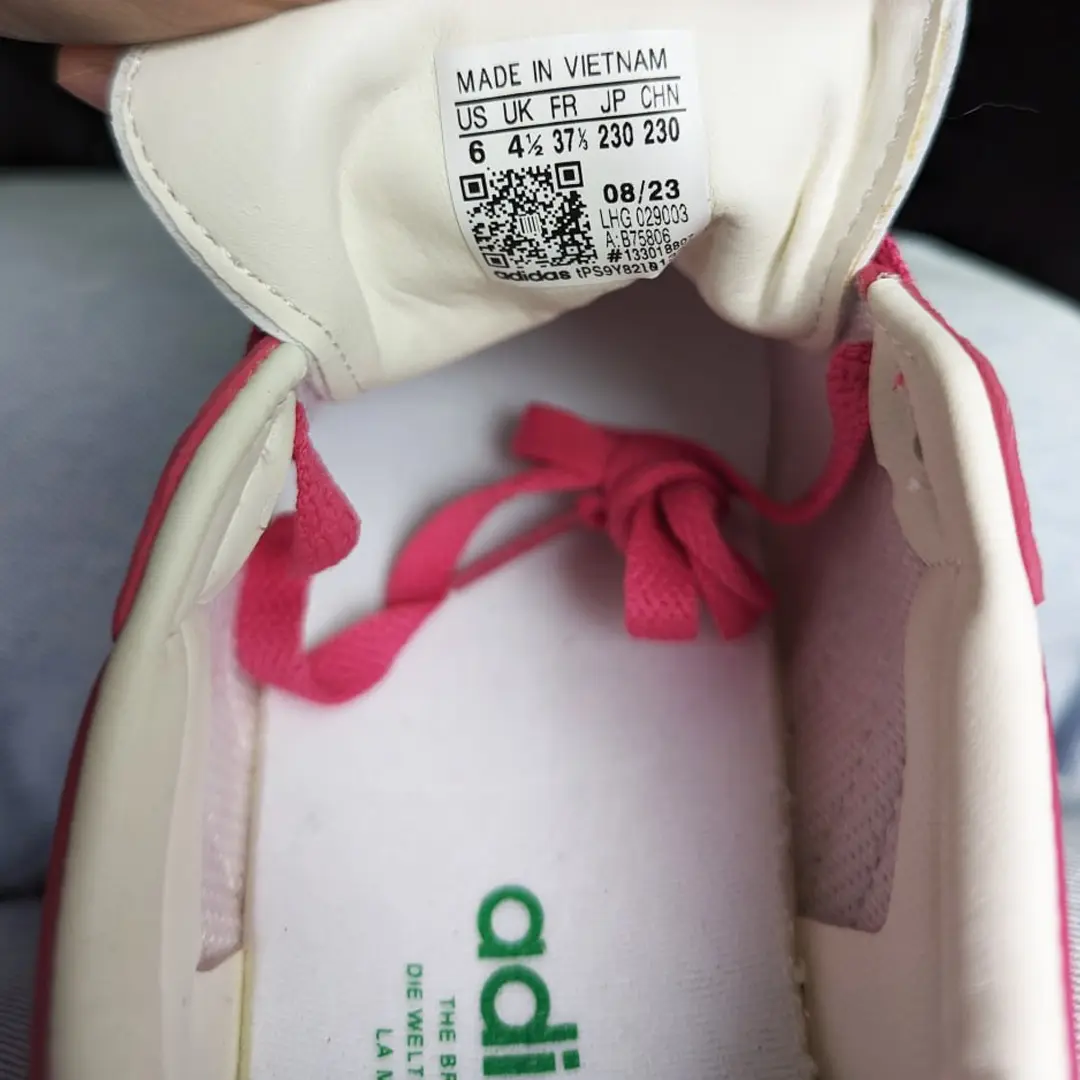 MADE IN VIETNAM
US UK FR JP CHN
6 4½ 37⅓ 230 230
08/23
LHG 029003
A.B75806
adidas
adi
THE BR
DIE WELT
LA M